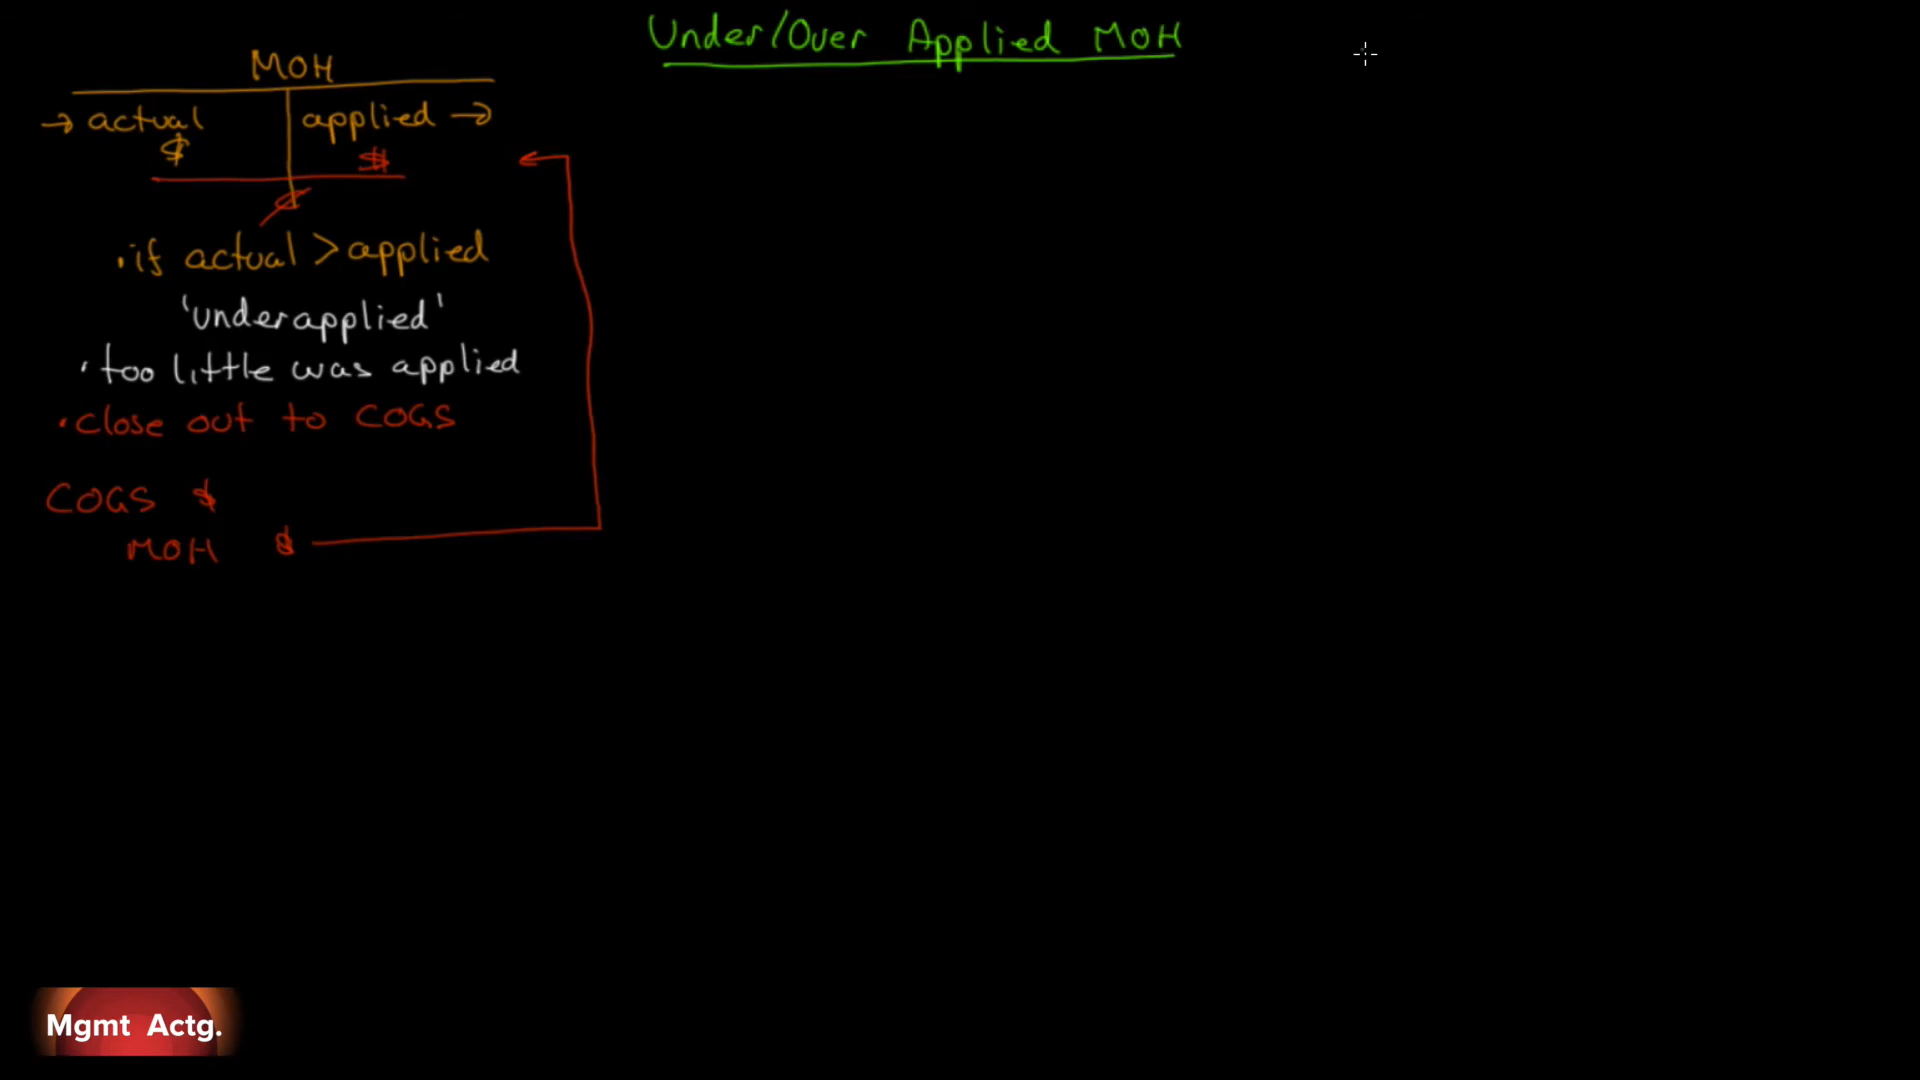 Under/Over Applied MOH
MOH
→ actual applied →
$ $
• if actual > applied
'underapplied'
• too little was applied
• close out to COGS
COGS $
MOH $
Mgmt Actg.